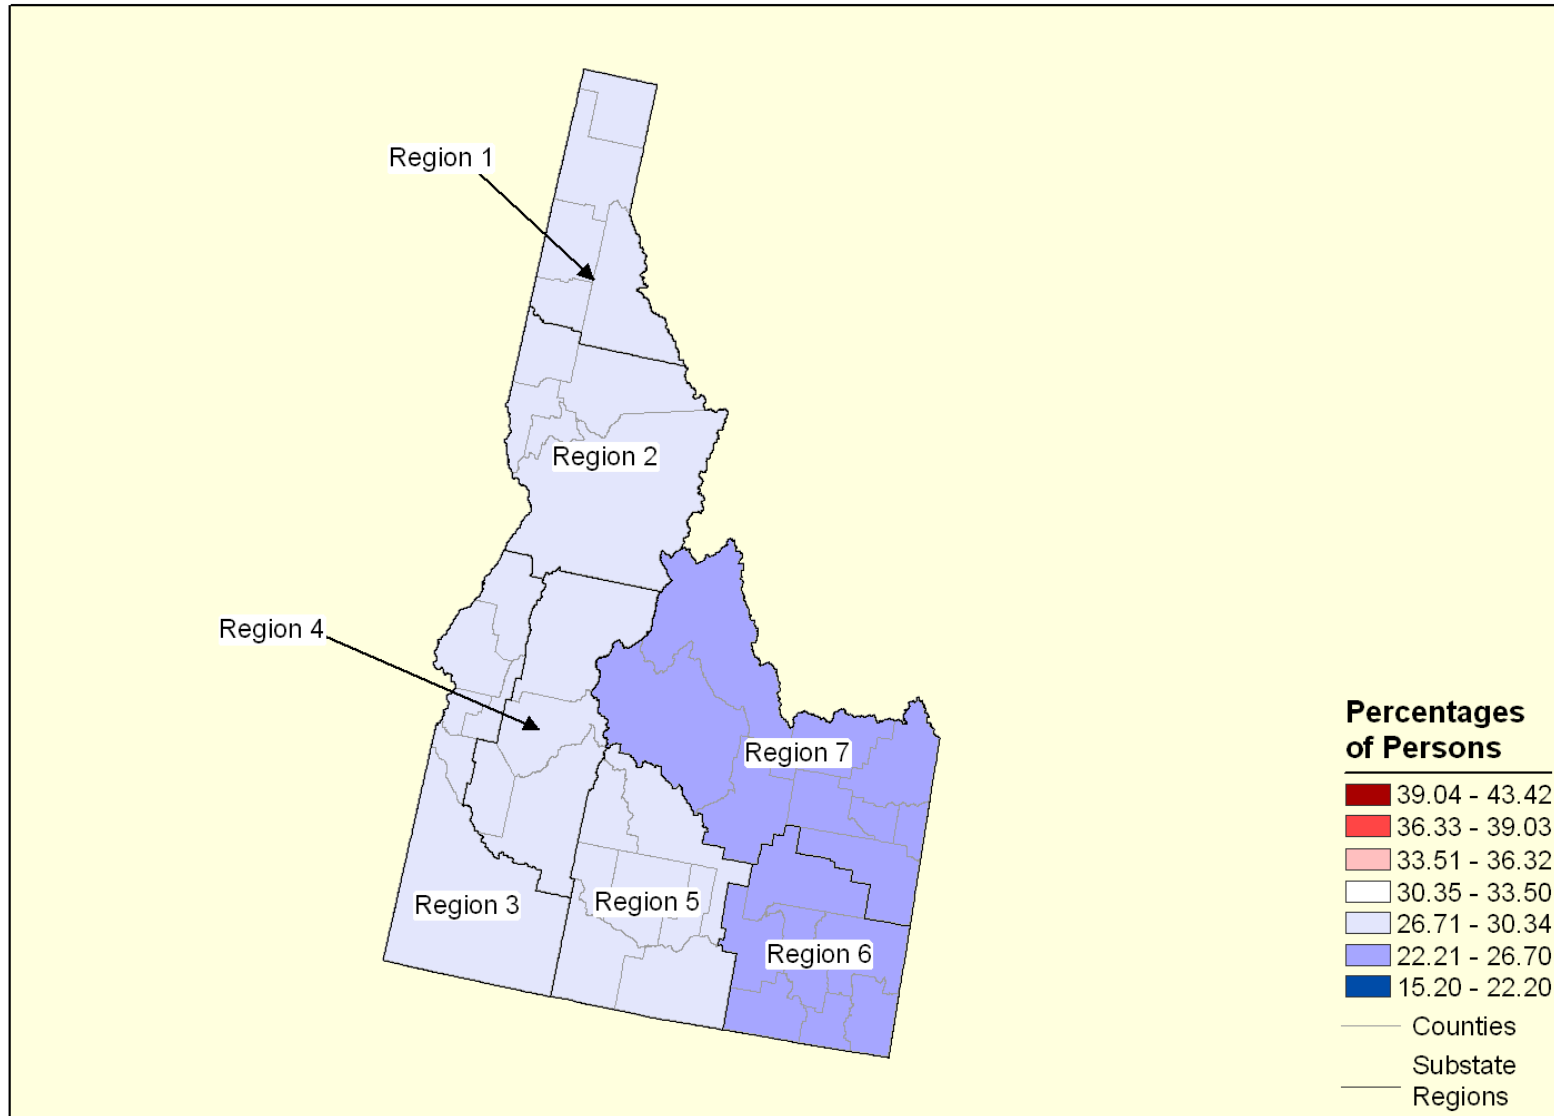 Region 1
Region 2
Region 4
Region 7
Region 3
Region 5
Region 6
Percentages
of Persons
39.04 - 43.42
36.33 - 39.03
33.51 - 36.32
30.35 - 33.50
26.71 - 30.34
22.21 - 26.70
15.20 - 22.20
Counties
Substate
Regions